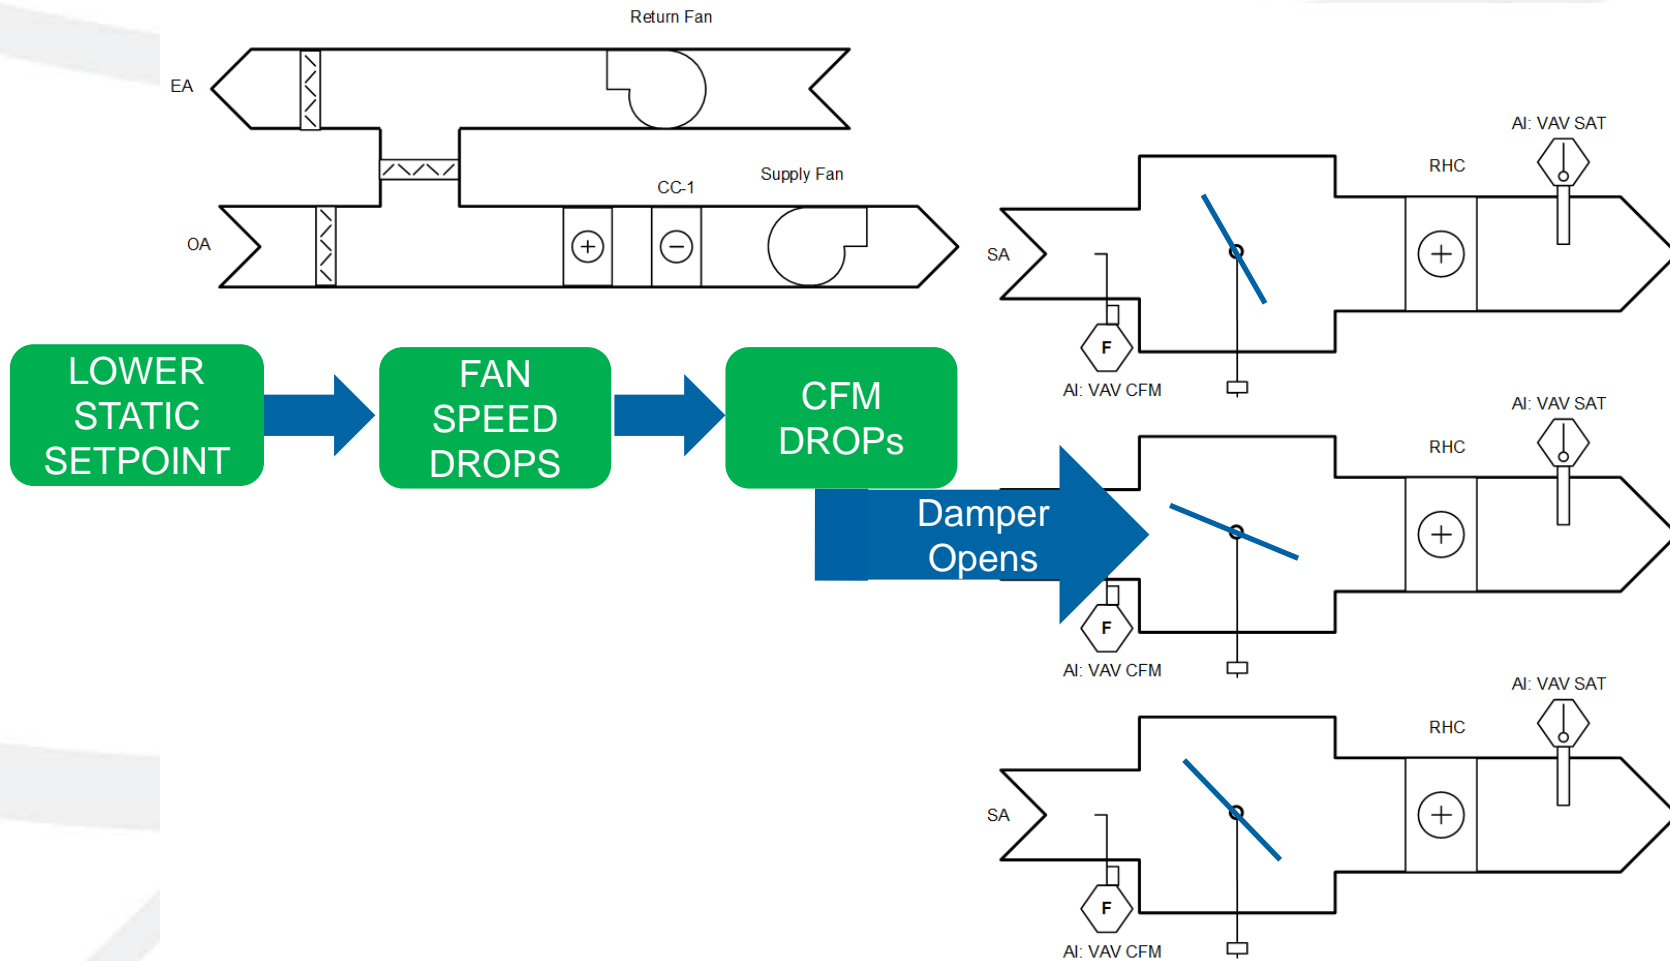 Return Fan
EA
OA
CC-1
Supply Fan
+
−
LOWER
STATIC
SETPOINT
FAN
SPEED
DROPS
CFM
DROPs
Damper
Opens
SA
F
AI: VAV CFM
RHC
+
AI: VAV SAT
F
AI: VAV CFM
RHC
+
AI: VAV SAT
SA
F
AI: VAV CFM
RHC
+
AI: VAV SAT